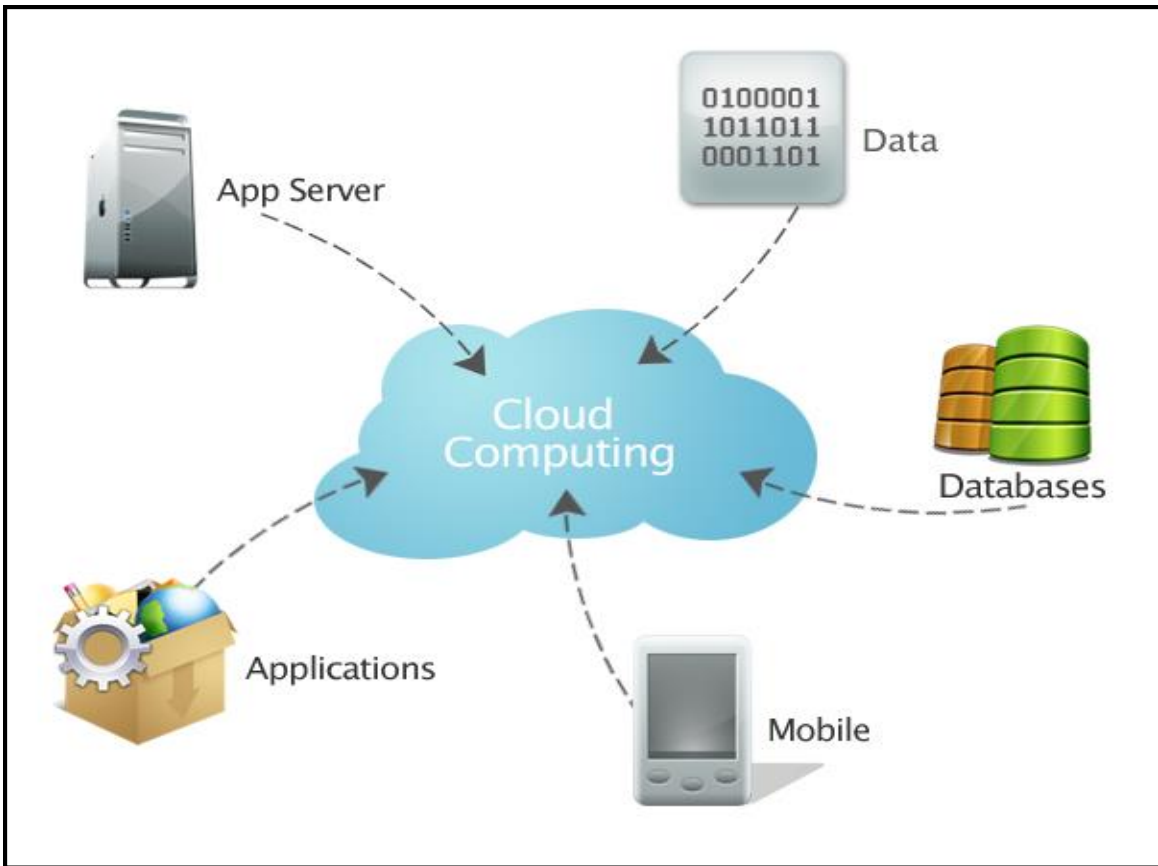 0100001
1011011
0001101
Data
App Server
Cloud
Computing
Databases
Applications
Mobile